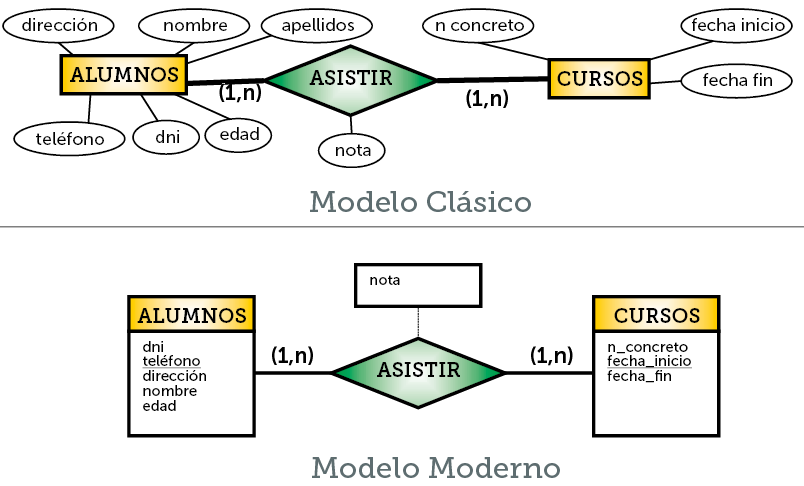 dirección
nombre
apellidos
n concreto
fecha inicio
ALUMNOS
ASISTIR
CURSOS
fecha fin
(1,n)
(1,n)
teléfono
dni
edad
nota
Modelo Clásico
nota
ALUMNOS
dni
teléfono
dirección
nombre
edad
(1,n)
ASISTIR
(1,n)
CURSOS
n_concreto
fecha_inicio
fecha_fin
Modelo Moderno